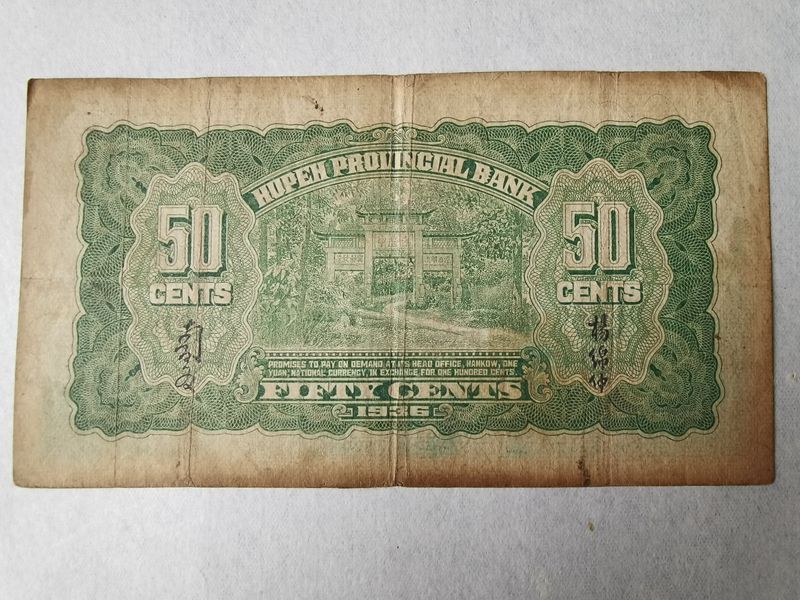 HUPEH PROVINCIAL BANK
50
CENTS
50
CENTS
PROMISES TO PAY ON DEMAND AT ITS HEAD OFFICE, HANKOW, ONE
YUAN, NATIONAL CURRENCY, IN EXCHANGE FOR ONE HUNDRED CENTS.
FIFTY CENTS
1936